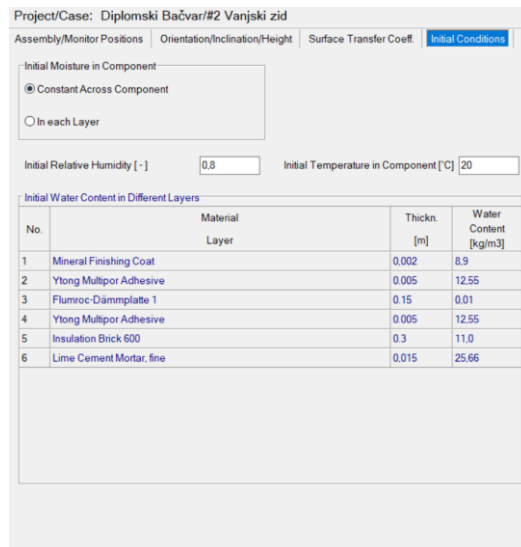 Project/Case: Diplomski Bačvar/#2 Vanjski zid
Assembly/Monitor Positions Orientation/Inclination/Height Surface Transfer Coeff. Initial Conditions
Initial Moisture in Component
Constant Across Component
In each Layer
Initial Relative Humidity [ - ] 0,8 Initial Temperature in Component [°C] 20
Initial Water Content in Different Layers
No. Material Layer Thickn. [m] Water Content [kg/m3]
1 Mineral Finishing Coat 0,002 8,9
2 Ytong Multipor Adhesive 0.005 12,55
3 Flumroc-Dämmplatte 1 0.15 0,01
4 Ytong Multipor Adhesive 0.005 12,55
5 Insulation Brick 600 0.3 11,0
6 Lime Cement Mortar, fine 0,015 25,66